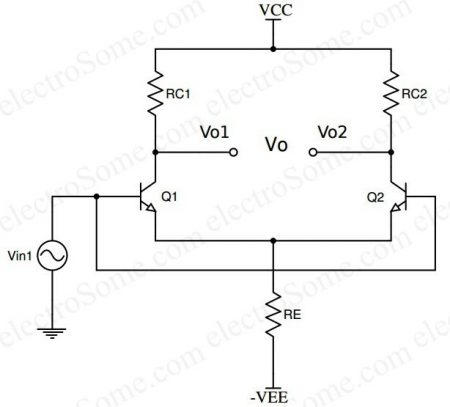 VCC
RC1
RC2
Vo1
Vo
Vo2
Q1
Q2
Vin1
RE
-VEE
electroSome.com